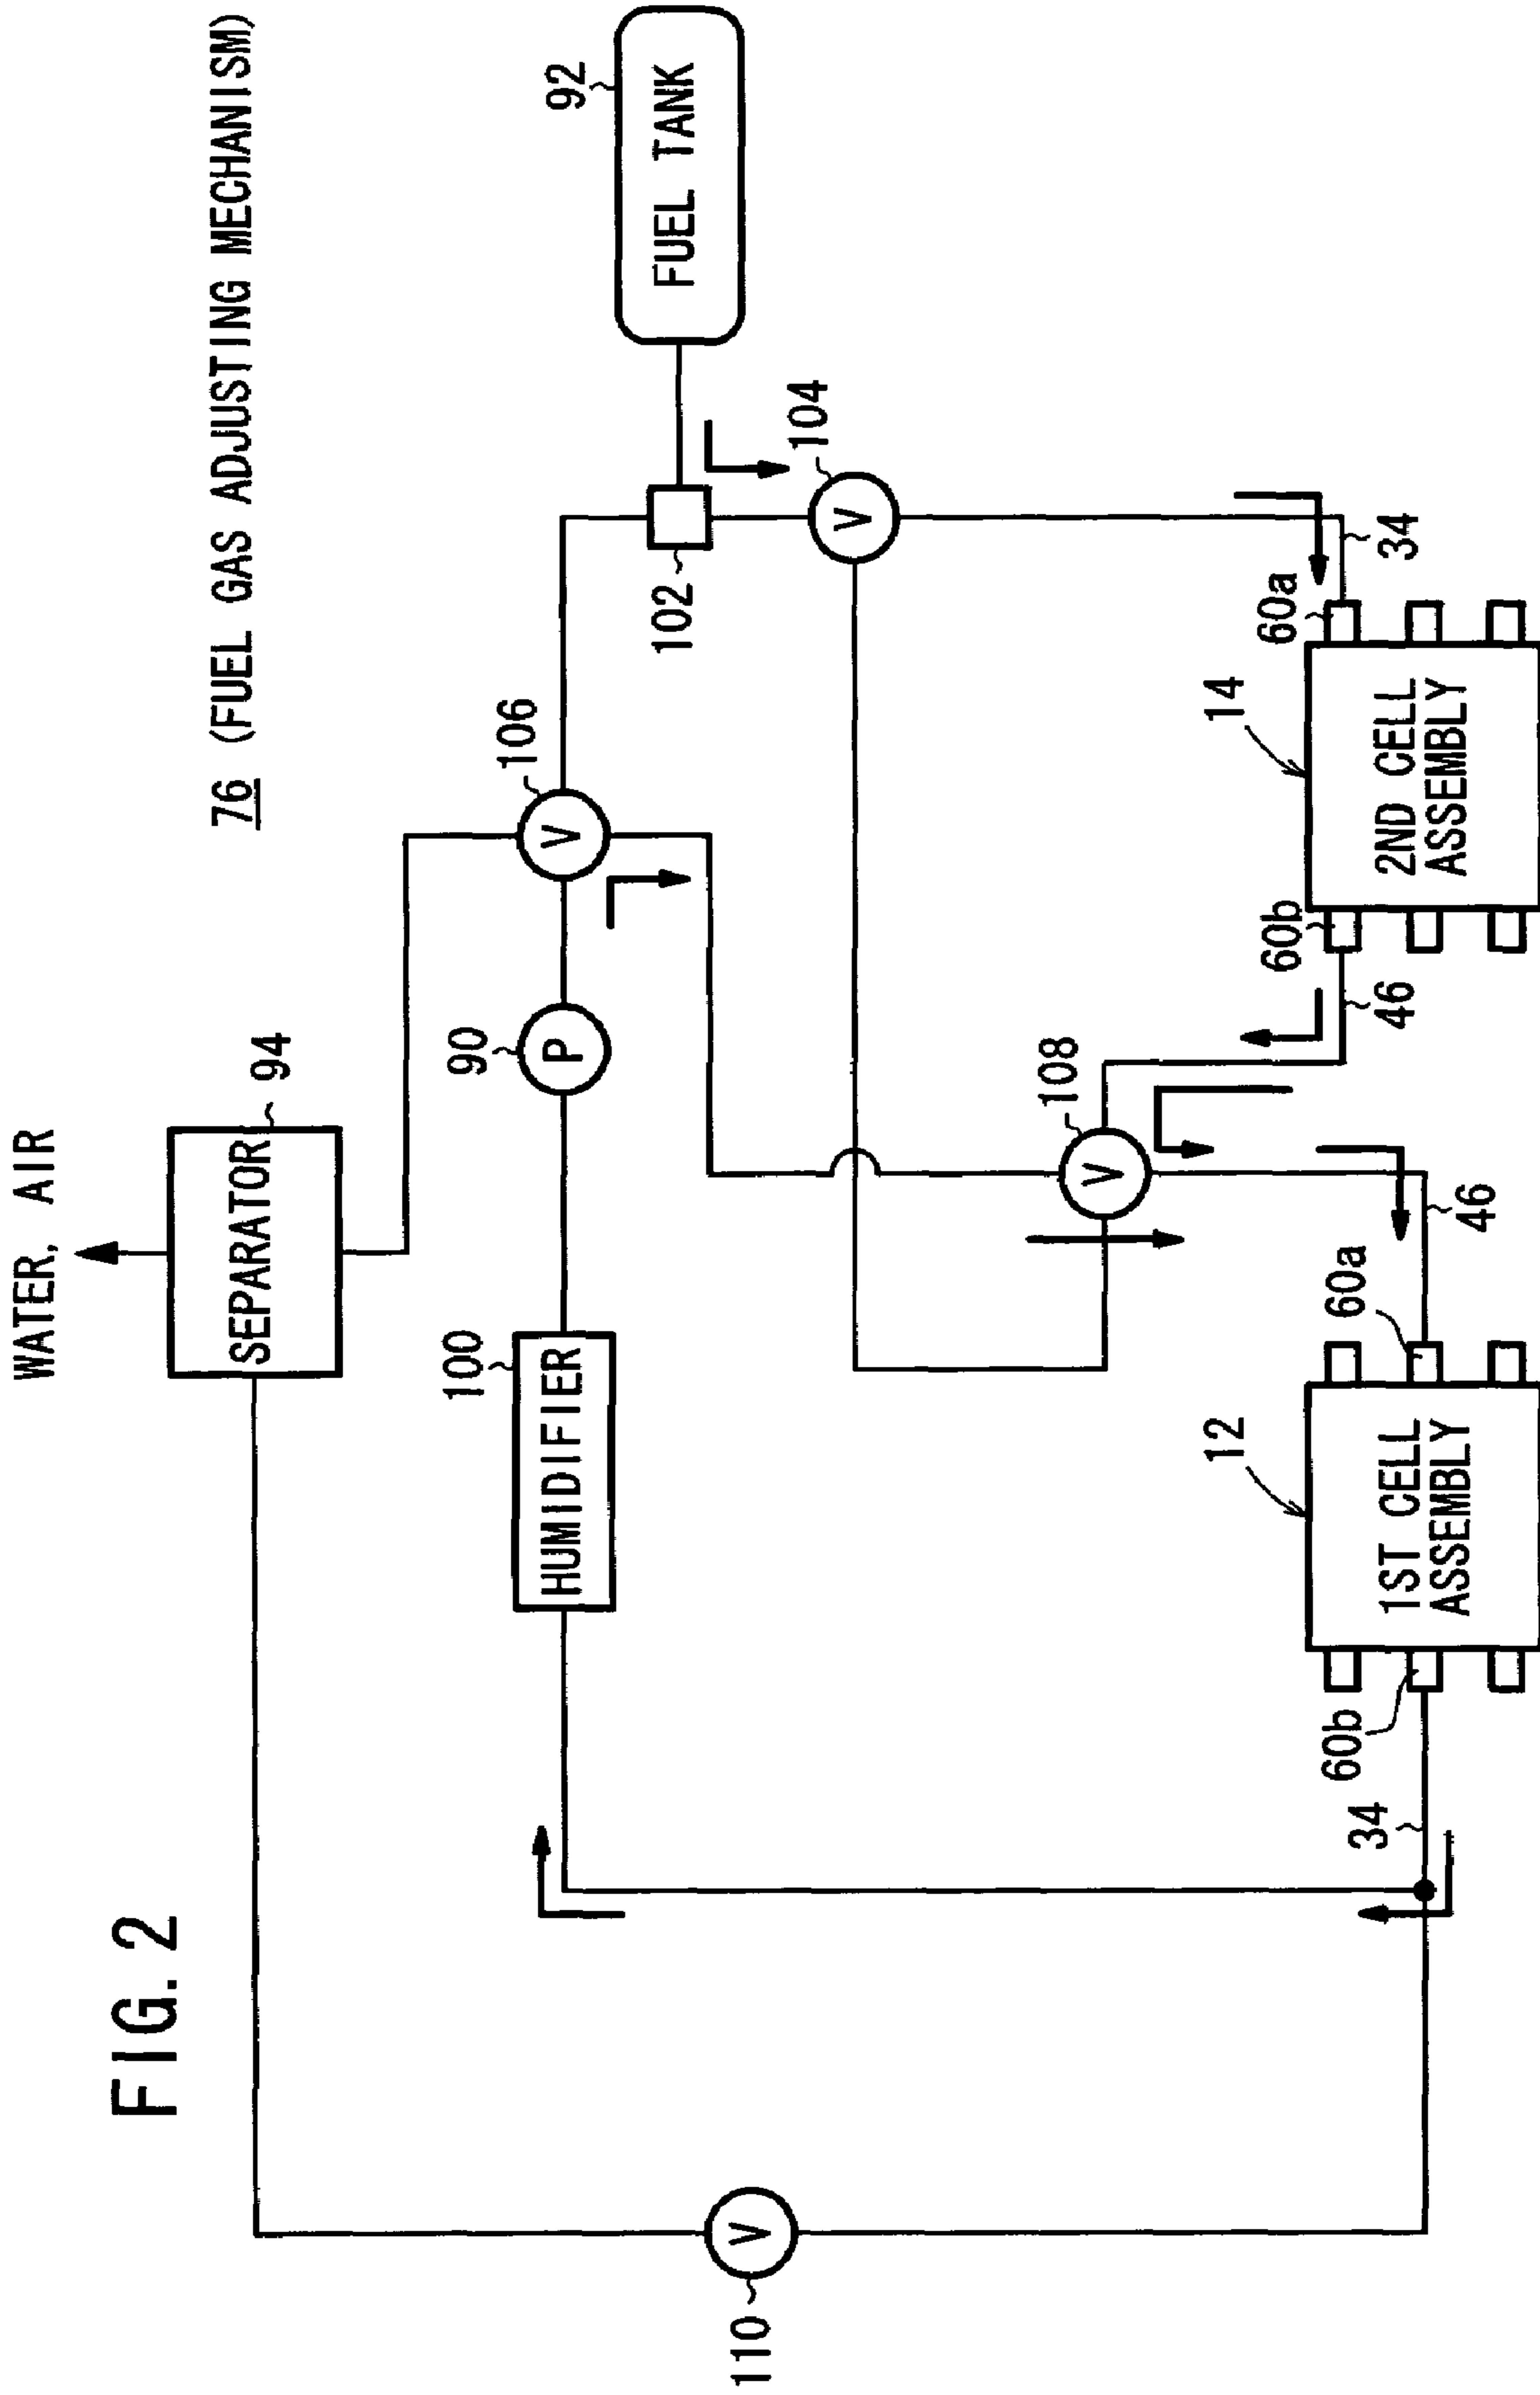 FIG. 2
76 (FUEL GAS ADJUSTING MECHANISM)
WATER, AIR
SEPARATOR
94
HUMIDIFIER
100
P
90
V
106
102
FUEL TANK
92
V
104
V
110
V
108
34
60b
12
1ST CELL
ASSEMBLY
60a
46
46
60b
14
2ND CELL
ASSEMBLY
60a
34